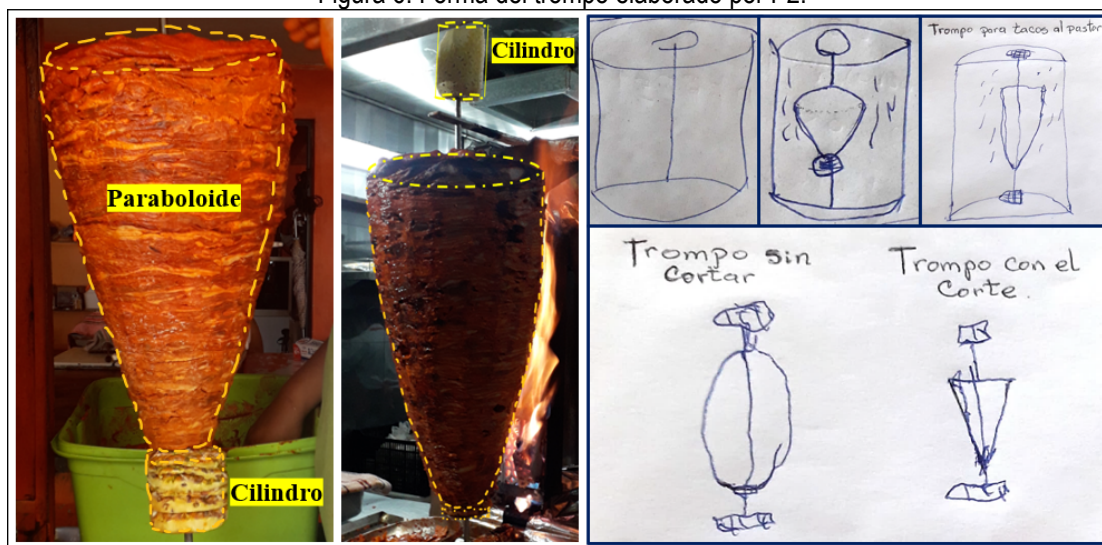 Figura 6. Forma del trompo elaborado por P2.
Paraboloide
Cilindro
Cilindro
Trompo para tacos al pastor
Trompo sin
cortar
Trompo con el
corte.